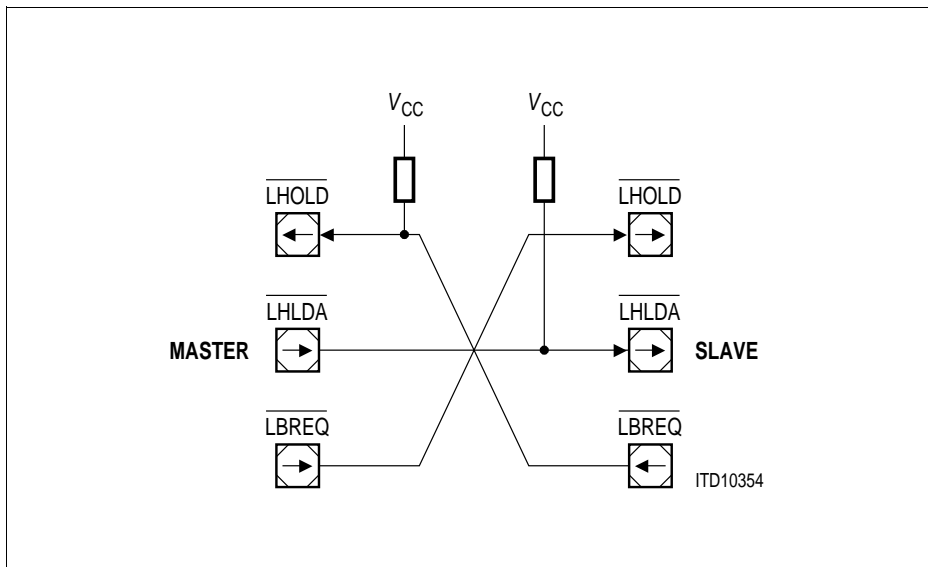 VCC VCC
LHOLD LHOLD
LHLDA LHLDA
MASTER SLAVE
LBREQ LBREQ
ITD10354